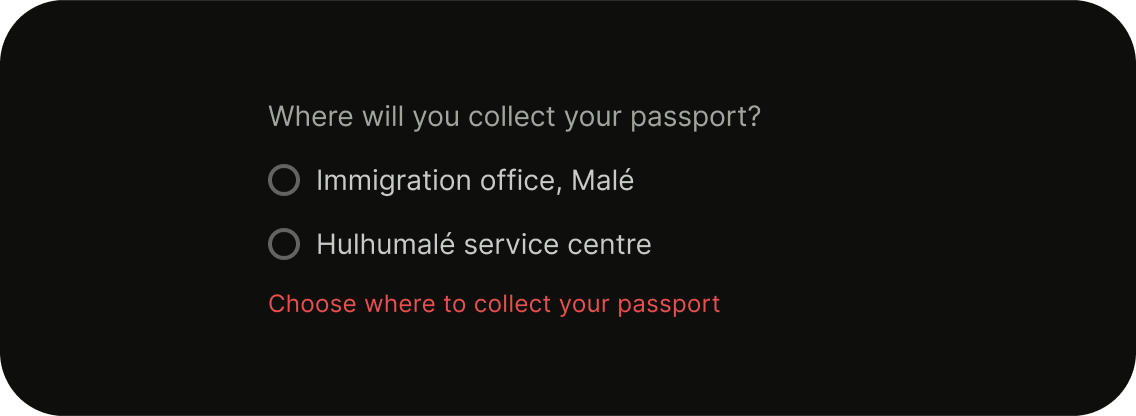 Where will you collect your passport?
Immigration office, Malé
Hulhumalé service centre
Choose where to collect your passport